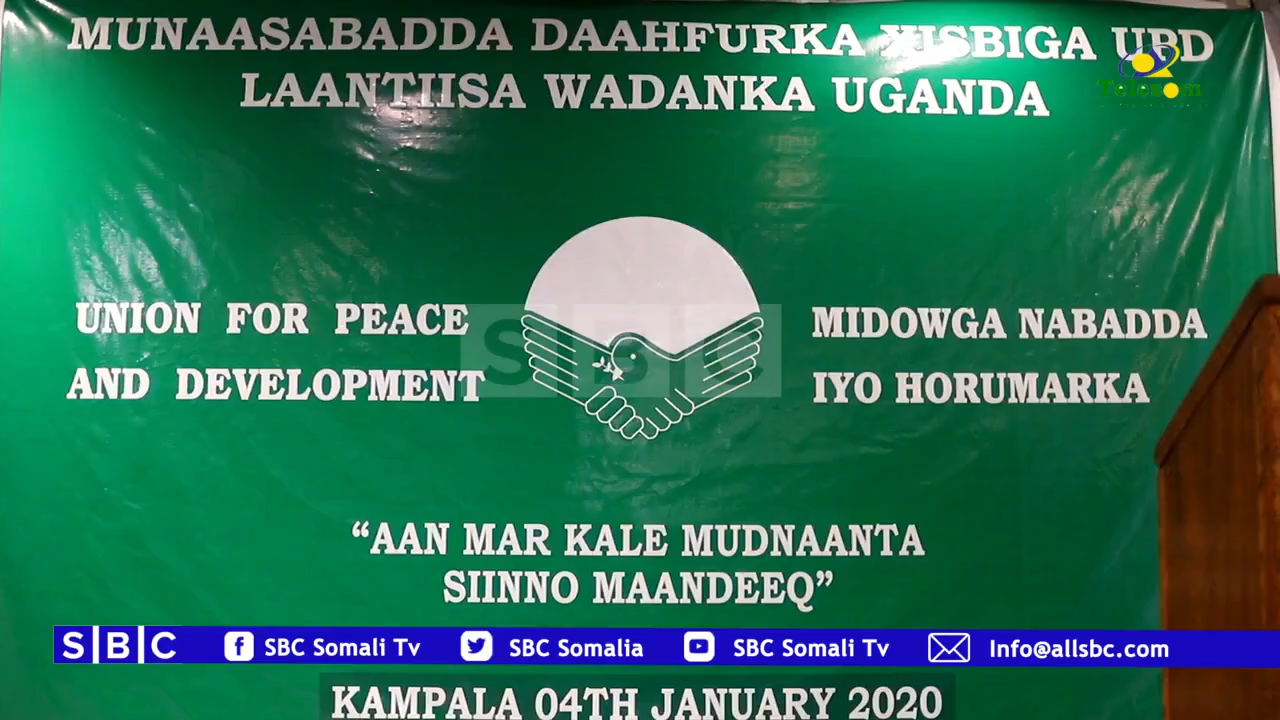 MUNAASABADDA DAAHFURKA XISBIGA UPD
LAANTIISA WADANKA UGANDA
Telesom
UNION FOR PEACE
AND DEVELOPMENT
MIDOWGA NABADDA
IYO HORUMARKA
SBC
“AAN MAR KALE MUDNAANTA
SIINNO MAANDEEQ”
SBC SBC Somali Tv SBC Somalia SBC Somali Tv Info@allsbc.com
KAMPALA 04TH JANUARY 2020